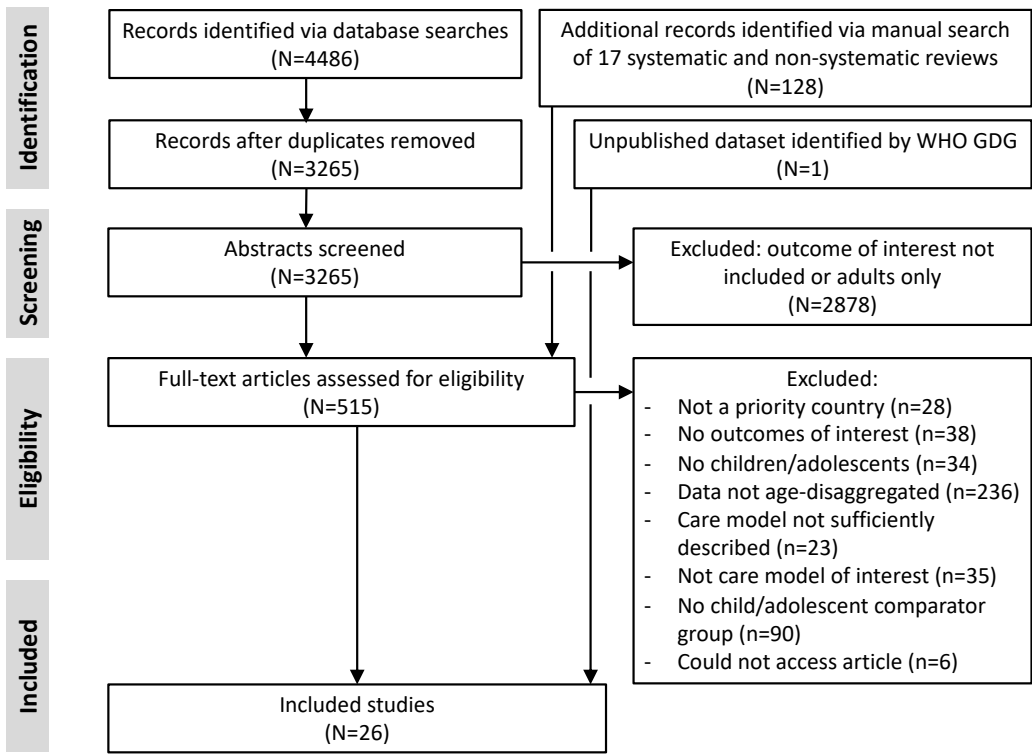 Identification
Records identified via database searches
(N=4486)
Additional records identified via manual search
of 17 systematic and non-systematic reviews
(N=128)
Records after duplicates removed
(N=3265)
Unpublished dataset identified by WHO GDG
(N=1)
Screening
Abstracts screened
(N=3265)
Excluded: outcome of interest not
included or adults only
(N=2878)
Eligibility
Full-text articles assessed for eligibility
(N=515)
Excluded:
- Not a priority country (n=28)
- No outcomes of interest (n=38)
- No children/adolescents (n=34)
- Data not age-disaggregated (n=236)
- Care model not sufficiently
described (n=23)
- Not care model of interest (n=35)
- No child/adolescent comparator
group (n=90)
- Could not access article (n=6)
Included
Included studies
(N=26)